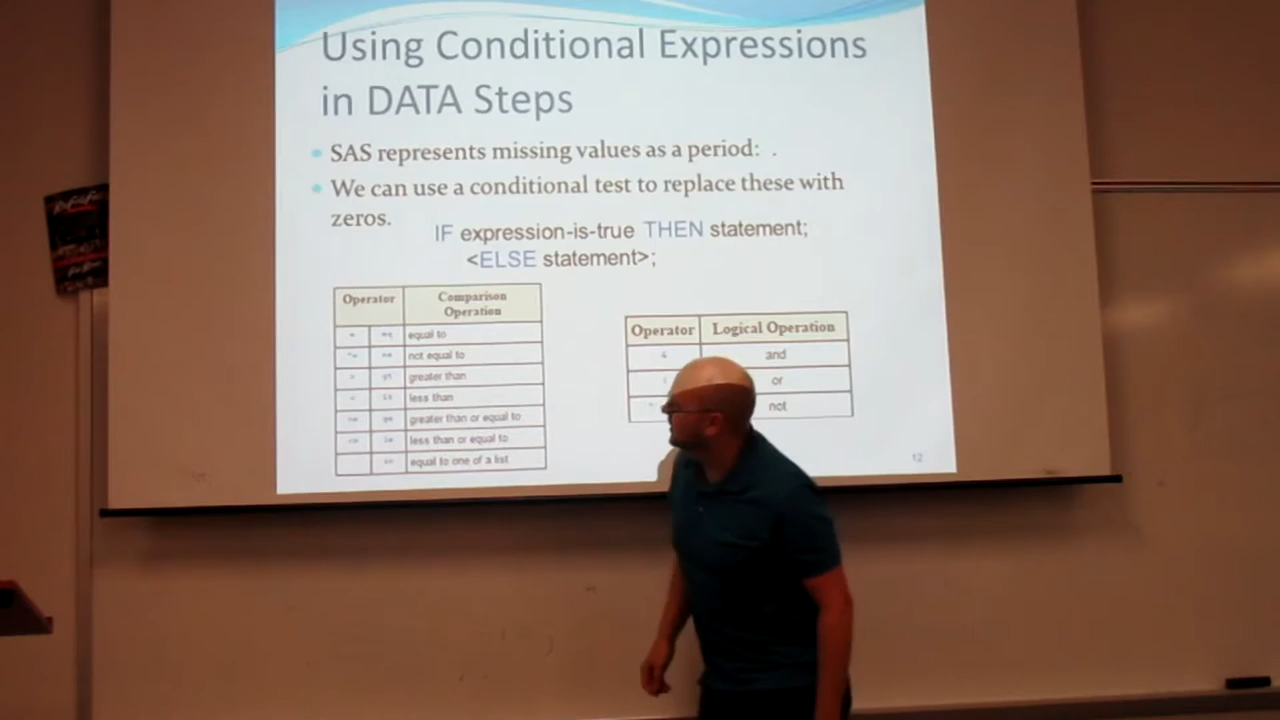 Using Conditional Expressions
in DATA Steps
SAS represents missing values as a period: .
We can use a conditional test to replace these with
zeros.
IF expression-is-true THEN statement;
<ELSE statement>;
Operator Comparison
Operation
equal to
not equal to
greater than
less than
greater than or equal to
less than or equal to
equal to one of a list
Operator Logical Operation
and
or
not
12